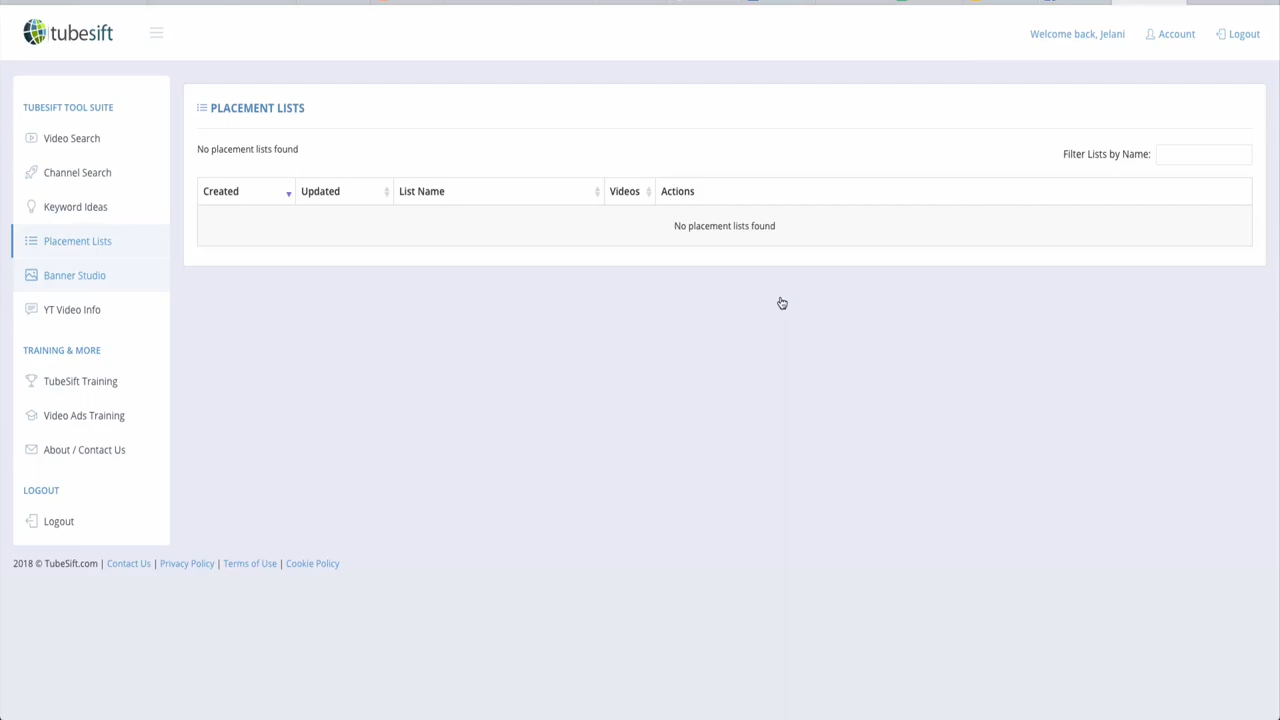 tubesift
Welcome back, Jelani
Account
Logout
TUBESIFT TOOL SUITE
Video Search
Channel Search
Keyword Ideas
Placement Lists
Banner Studio
YT Video Info
TRAINING & MORE
TubeSift Training
Video Ads Training
About / Contact Us
LOGOUT
Logout
PLACEMENT LISTS
No placement lists found
Filter Lists by Name:
Created Updated List Name Videos Actions
No placement lists found
2018 © TubeSift.com | Contact Us | Privacy Policy | Terms of Use | Cookie Policy